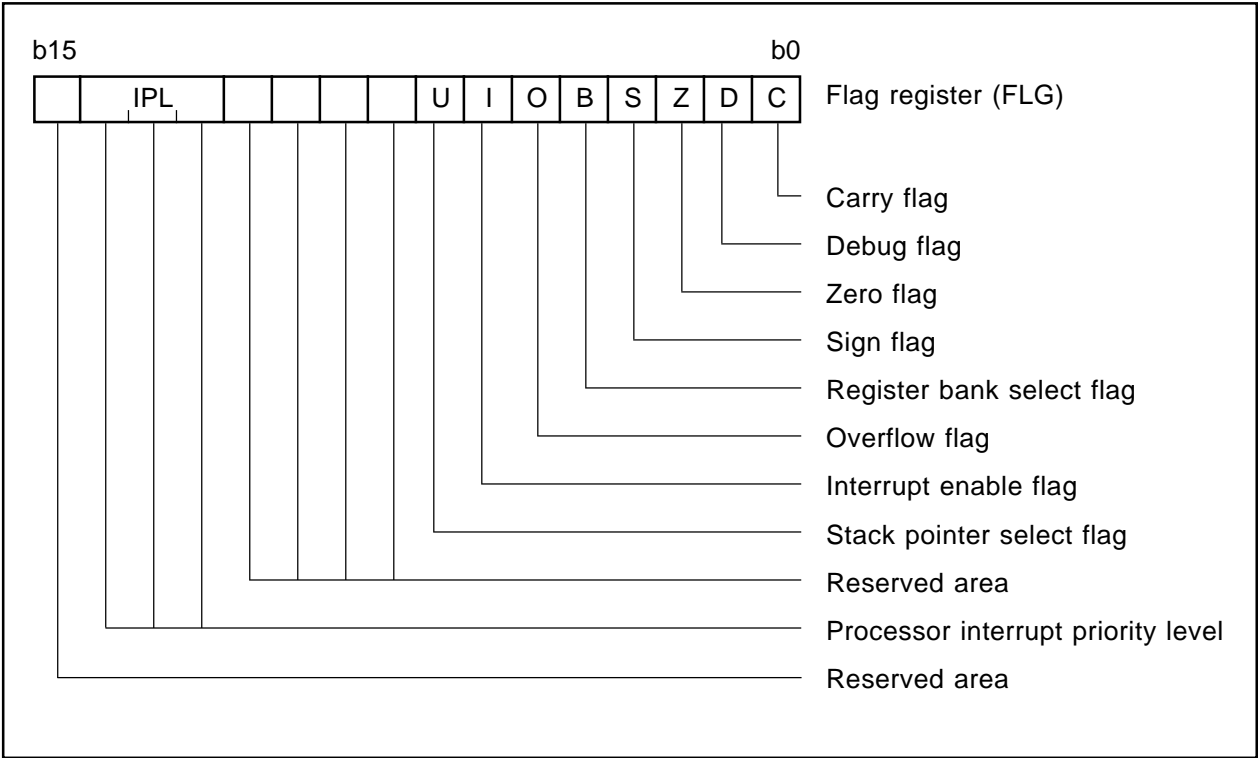 b15 b0
IPL U I O B S Z D C Flag register (FLG)
Carry flag
Debug flag
Zero flag
Sign flag
Register bank select flag
Overflow flag
Interrupt enable flag
Stack pointer select flag
Reserved area
Processor interrupt priority level
Reserved area